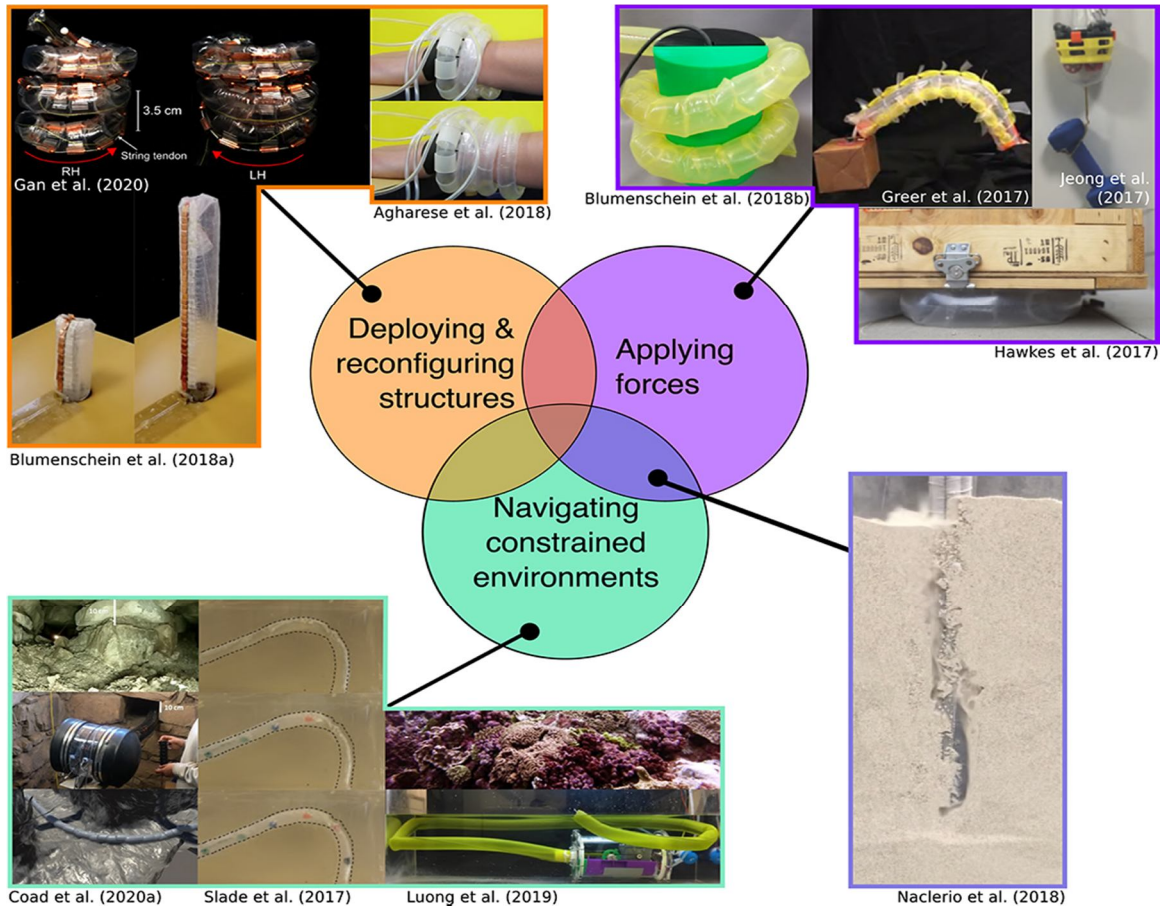 3.5 cm
String tendon
RH
LH
Gan et al. (2020)
Agharese et al. (2018)
Blumenschein et al. (2018a)
Blumenschein et al. (2018b)
Greer et al. (2017)
Jeong et al.
(2017)
Hawkes et al. (2017)
Deploying &
reconfiguring
structures
Applying
forces
Navigating
constrained
environments
10 cm
10 cm
Coad et al. (2020a)
Slade et al. (2017)
Luong et al. (2019)
Naclerio et al. (2018)